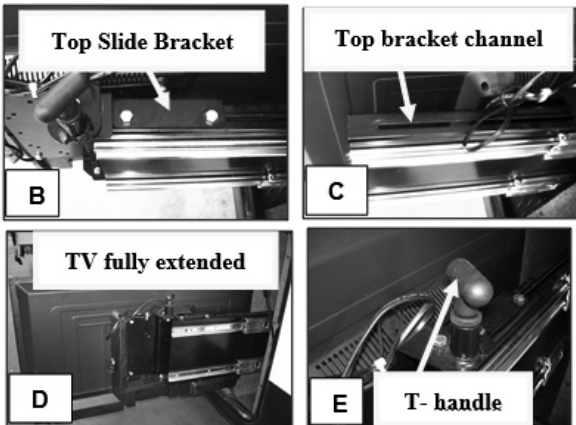 Top Slide Bracket
B
Top bracket channel
C
TV fully extended
D
T- handle
E